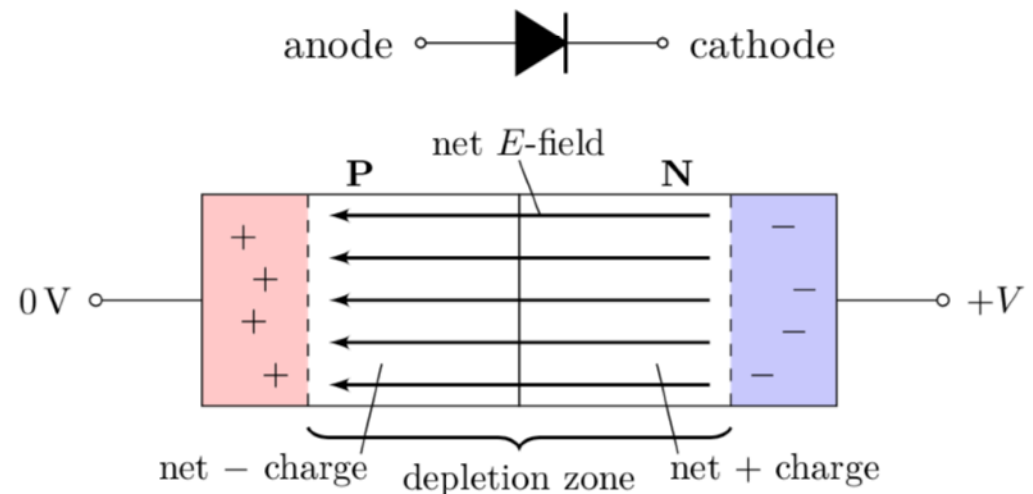 anode cathode
net E-field
P N
+ −
+ −
+ −
+ −
0 V +V
net − charge depletion zone net + charge